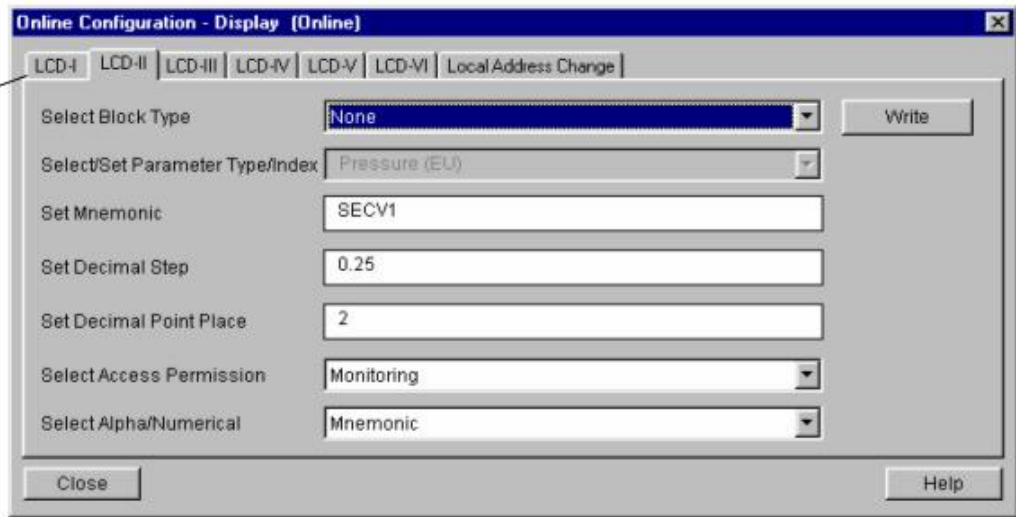 Online Configuration - Display (Online)
LCD-I LCD-II LCD-III LCD-IV LCD-V LCD-VI Local Address Change
Select Block Type None Write
Select/Set Parameter Type/Index Pressure (EU)
Set Mnemonic SECV1
Set Decimal Step 0.25
Set Decimal Point Place 2
Select Access Permission Monitoring
Select Alpha/Numerical Mnemonic
Close Help